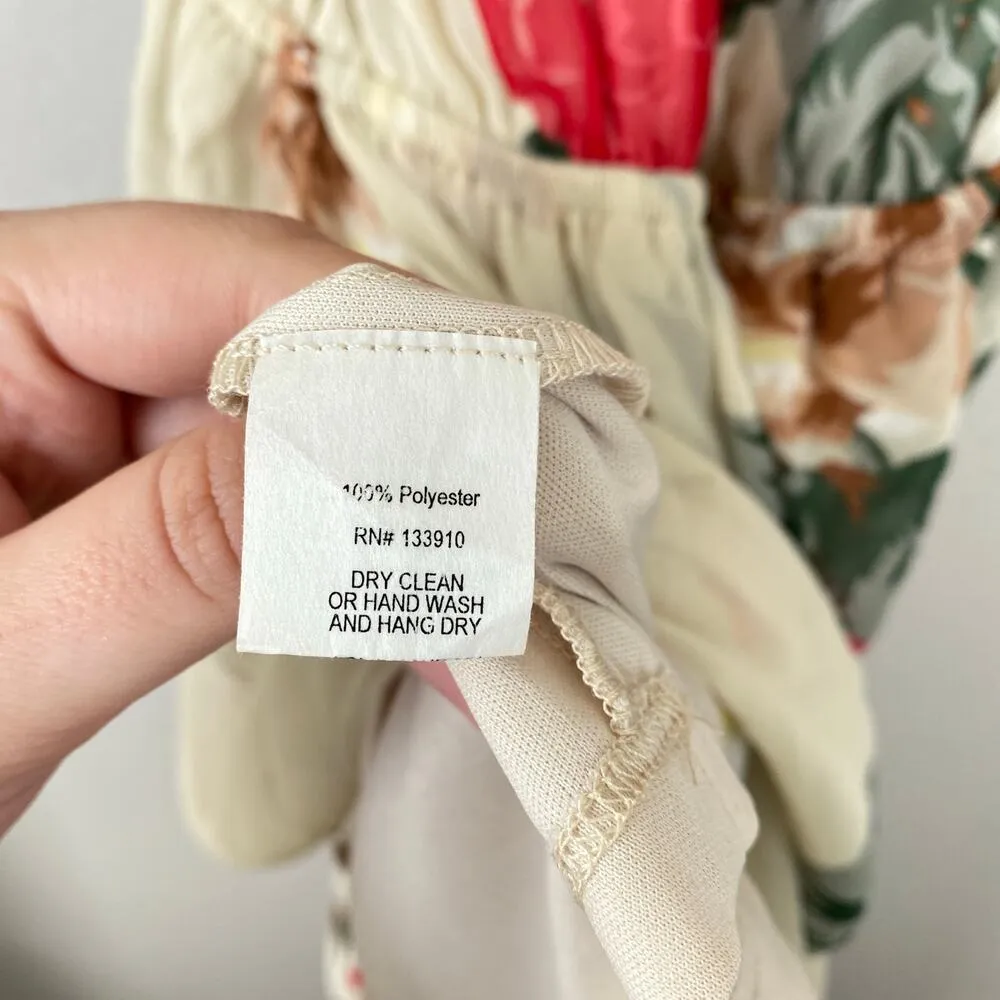 100% Polyester
RN# 133910
DRY CLEAN
OR HAND WASH
AND HANG DRY